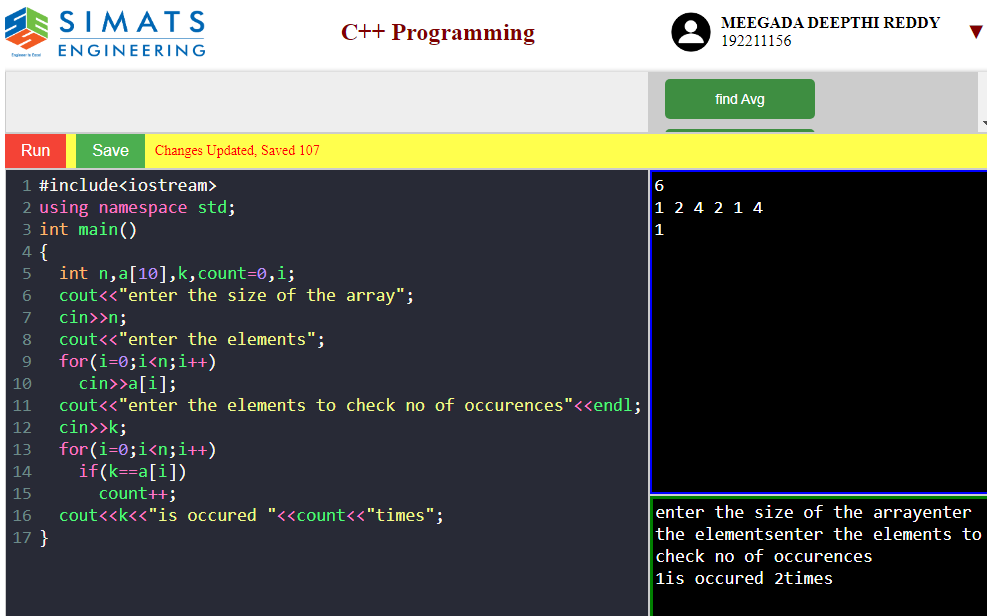 SIMATS
ENGINEERING
Engineer to Excel
C++ Programming
MEEGADA DEEPTHI REDDY
192211156
find Avg
Run
Save
Changes Updated, Saved 107
1 #include<iostream>
2 using namespace std;
3 int main()
4 {
5   int n,a[10],k,count=0,i;
6   cout<<"enter the size of the array";
7   cin>>n;
8   cout<<"enter the elements";
9   for(i=0;i<n;i++)
10     cin>>a[i];
11   cout<<"enter the elements to check no of occurences"<<endl;
12   cin>>k;
13   for(i=0;i<n;i++)
14     if(k==a[i])
15       count++;
16   cout<<k<<"is occured "<<count<<"times";
17 }
6
1 2 4 2 1 4
1
enter the size of the arrayenter
the elementsenter the elements to
check no of occurences
1is occured 2times